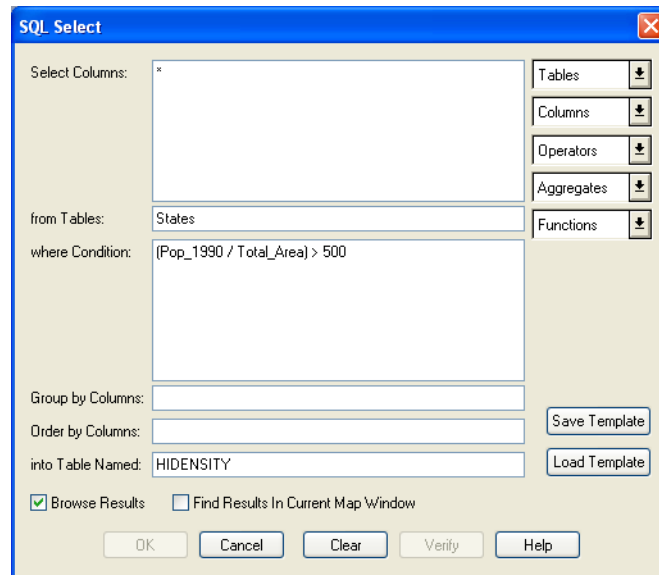 SQL Select
Select Columns: *
Tables
Columns
Operators
Aggregates
from Tables: States
Functions
where Condition: (Pop_1990 / Total_Area) > 500
Group by Columns:
Save Template
Order by Columns:
into Table Named: HIDENSITY
Load Template
Browse Results Find Results In Current Map Window
OK Cancel Clear Verify Help